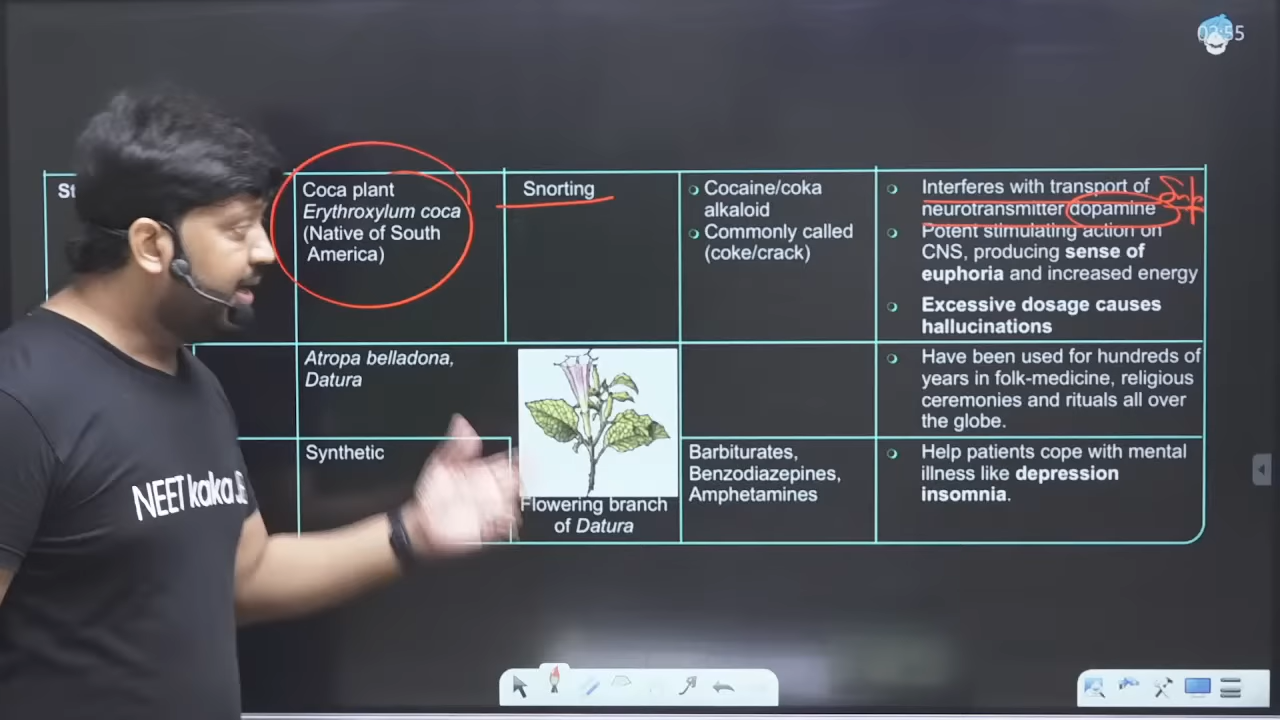 02:55
St
Coca plant
Erythroxylum coca
(Native of South
America)
Snorting
Cocaine/coka
alkaloid
Commonly called
(coke/crack)
Interferes with transport of
neurotransmitter dopamine
Potent stimulating action on
CNS, producing sense of
euphoria and increased energy
Excessive dosage causes
hallucinations
Atropa belladona,
Datura
Flowering branch
of Datura
Have been used for hundreds of
years in folk-medicine, religious
ceremonies and rituals all over
the globe.
Synthetic
Barbiturates,
Benzodiazepines,
Amphetamines
Help patients cope with mental
illness like depression
insomnia.
NEET kaka JE